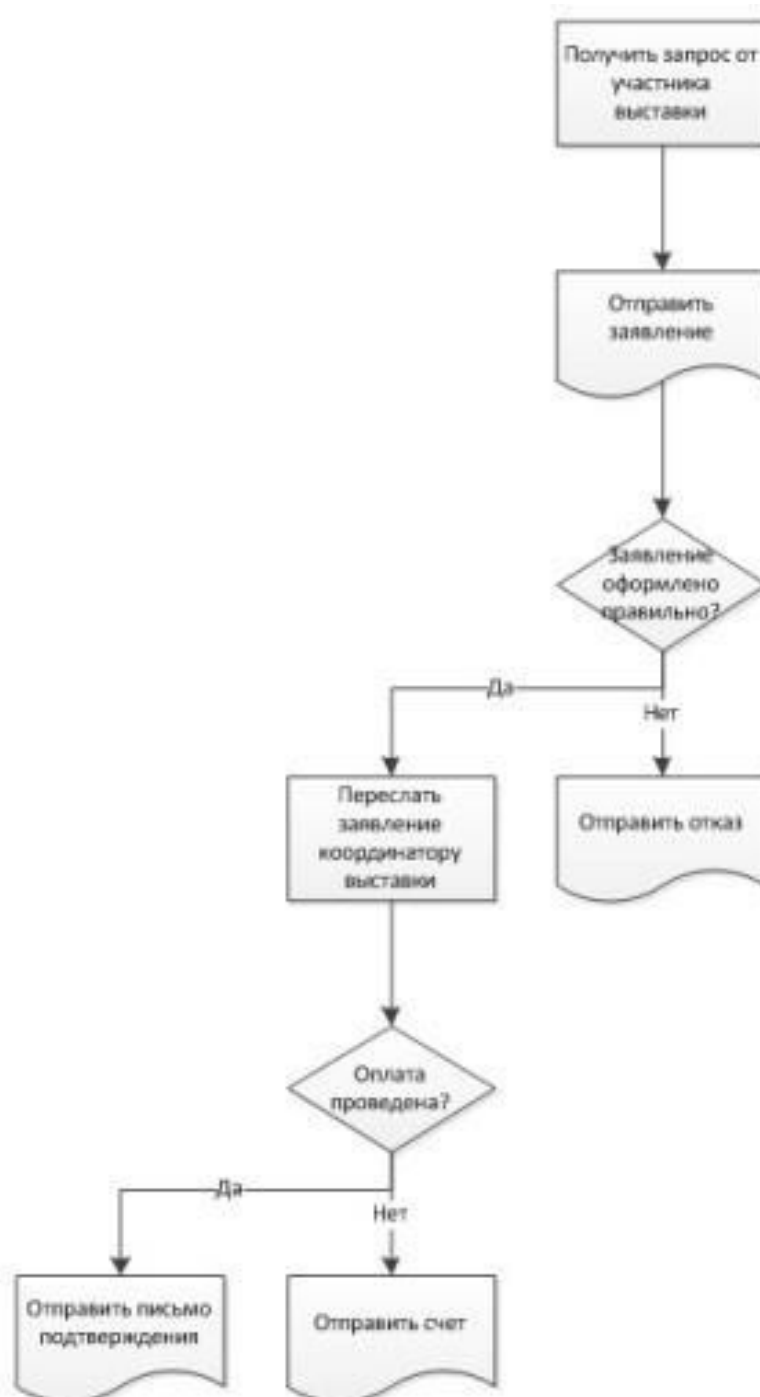 Получить запрос от
участника
выставки
Отправить
заявление
Заявление
оформлено
правильно?
Да
Нет
Переслать
заявление
координатору
выставки
Отправить отказ
Оплата
проведена?
Да
Нет
Отправить письмо
подтверждения
Отправить счет